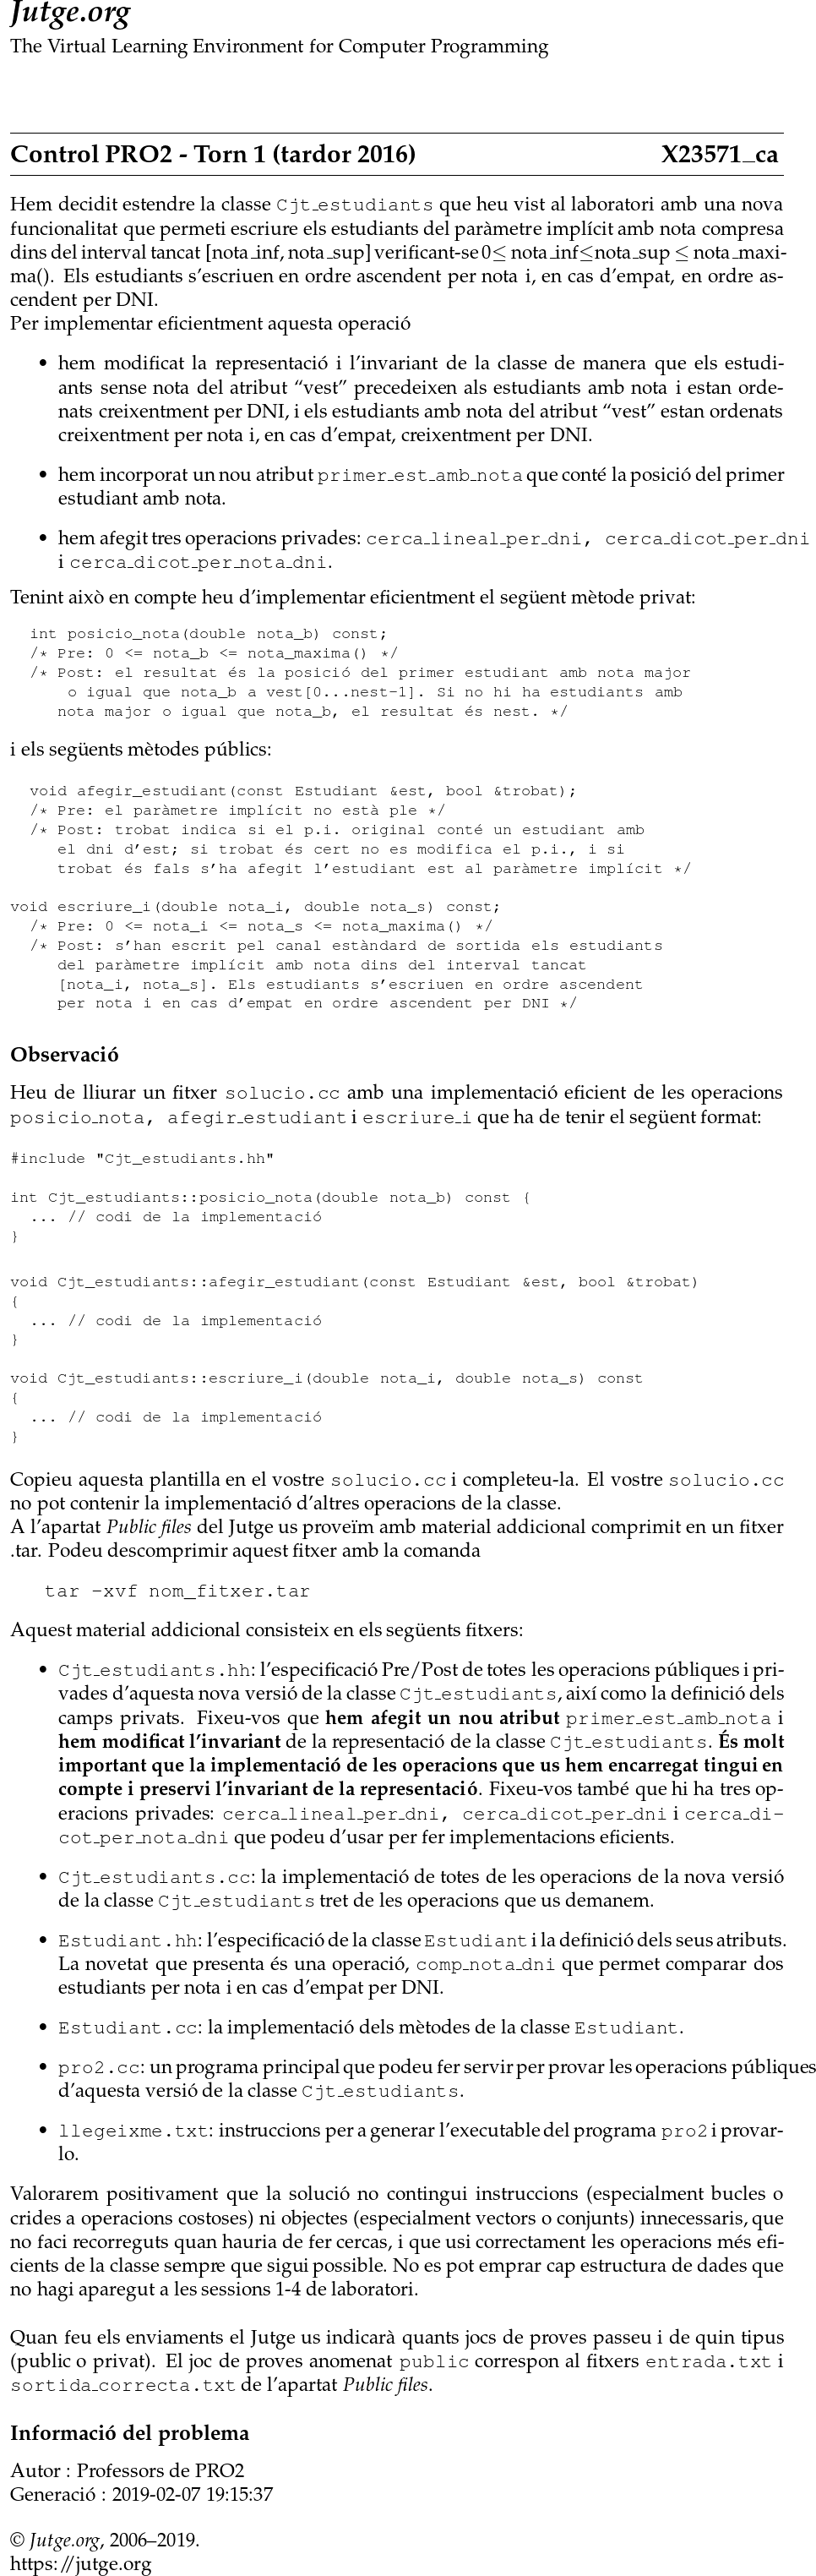 Jutge.org
The Virtual Learning Environment for Computer Programming
Control PRO2 - Torn 1 (tardor 2016) X23571_ca
Hem decidit estendre la classe Cjt_estudiants que heu vist al laboratori amb una nova
funcionalitat que permeti escriure els estudiants del paràmetre implícit amb nota compresa
dins del interval tancat [nota_inf, nota_sup] verificant-se 0≤ nota_inf≤nota_sup ≤ nota_maxi-
ma(). Els estudiants s'escriuen en ordre ascendent per nota i, en cas d'empat, en ordre as-
cendent per DNI.
Per implementar eficientment aquesta operació
• hem modificat la representació i l'invariant de la classe de manera que els estudi-
ants sense nota del atribut “vest” precedeixen als estudiants amb nota i estan orde-
nats creixentment per DNI, i els estudiants amb nota del atribut “vest” estan ordenats
creixentment per nota i, en cas d'empat, creixentment per DNI.
• hem incorporat un nou atribut primer_est_amb_nota que conté la posició del primer
estudiant amb nota.
• hem afegit tres operacions privades: cerca_lineal_per_dni, cerca_dicot_per_dni
i cerca_dicot_per_nota_dni.
Tenint això en compte heu d'implementar eficientment el següent mètode privat:
int posicio_nota(double nota_b) const;
/* Pre: 0 <= nota_b <= nota_maxima() */
/* Post: el resultat és la posició del primer estudiant amb nota major
o igual que nota_b a vest[0...nest-1]. Si no hi ha estudiants amb
nota major o igual que nota_b, el resultat és nest. */
i els següents mètodes públics:
void afegir_estudiant(const Estudiant &est, bool &trobat);
/* Pre: el paràmetre implícit no està ple */
/* Post: trobat indica si el p.i. original conté un estudiant amb
el dni d'est; si trobat és cert no es modifica el p.i., i si
trobat és fals s'ha afegit l'estudiant est al paràmetre implícit */
void escriure_i(double nota_i, double nota_s) const;
/* Pre: 0 <= nota_i <= nota_s <= nota_maxima() */
/* Post: s'han escrit pel canal estàndard de sortida els estudiants
del paràmetre implícit amb nota dins del interval tancat
[nota_i, nota_s]. Els estudiants s'escriuen en ordre ascendent
per nota i en cas d'empat en ordre ascendent per DNI */
Observació
Heu de lliurar un fitxer solucio.cc amb una implementació eficient de les operacions
posicio_nota, afegir_estudiant i escriure_i que ha de tenir el següent format:
#include "Cjt_estudiants.hh"
int Cjt_estudiants::posicio_nota(double nota_b) const {
... // codi de la implementació
}
void Cjt_estudiants::afegir_estudiant(const Estudiant &est, bool &trobat)
{
... // codi de la implementació
}
void Cjt_estudiants::escriure_i(double nota_i, double nota_s) const
{
... // codi de la implementació
}
Copieu aquesta plantilla en el vostre solucio.cc i completeu-la. El vostre solucio.cc
no pot contenir la implementació d'altres operacions de la classe.
A l'apartat Public files del Jutge us proveïm amb material addicional comprimit en un fitxer
.tar. Podeu descomprimir aquest fitxer amb la comanda
tar -xvf nom_fitxer.tar
Aquest material addicional consisteix en els següents fitxers:
• Cjt_estudiants.hh: l'especificació Pre/Post de totes les operacions públiques i pri-
vades d'aquesta nova versió de la classe Cjt_estudiants, així como la definició dels
camps privats. Fixeu-vos que hem afegit un nou atribut primer_est_amb_nota i
hem modificat l'invariant de la representació de la classe Cjt_estudiants. És molt
important que la implementació de les operacions que us hem encarregat tingui en
compte i preservi l'invariant de la representació. Fixeu-vos també que hi ha tres op-
eracions privades: cerca_lineal_per_dni, cerca_dicot_per_dni i cerca_di-
cot_per_nota_dni que podeu d'usar per fer implementacions eficients.
• Cjt_estudiants.cc: la implementació de totes de les operacions de la nova versió
de la classe Cjt_estudiants tret de les operacions que us demanem.
• Estudiant.hh: l'especificació de la classe Estudiant i la definició dels seus atributs.
La novetat que presenta és una operació, comp_nota_dni que permet comparar dos
estudiants per nota i en cas d'empat per DNI.
• Estudiant.cc: la implementació dels mètodes de la classe Estudiant.
• pro2.cc: un programa principal que podeu fer servir per provar les operacions públiques
d'aquesta versió de la classe Cjt_estudiants.
• llegeixme.txt: instruccions per a generar l'executable del programa pro2 i provar-
lo.
Valorarem positivament que la solució no contingui instruccions (especialment bucles o
crides a operacions costoses) ni objectes (especialment vectors o conjunts) innecessaris, que
no faci recorreguts quan hauria de fer cerques, i que usi correctament les operacions més efi-
cients de la classe sempre que sigui possible. No es pot emprar cap estructura de dades que
no hagi aparegut a les sessions 1-4 de laboratori.
Quan feu els enviaments el Jutge us indicarà quants jocs de proves passeu i de quin tipus
(public o privat). El joc de proves anomenat public correspon al fitxers entrada.txt i
sortida_correcta.txt de l'apartat Public files.
Informació del problema
Autor : Professors de PRO2
Generació : 2019-02-07 19:15:37
© Jutge.org, 2006–2019.
https://jutge.org